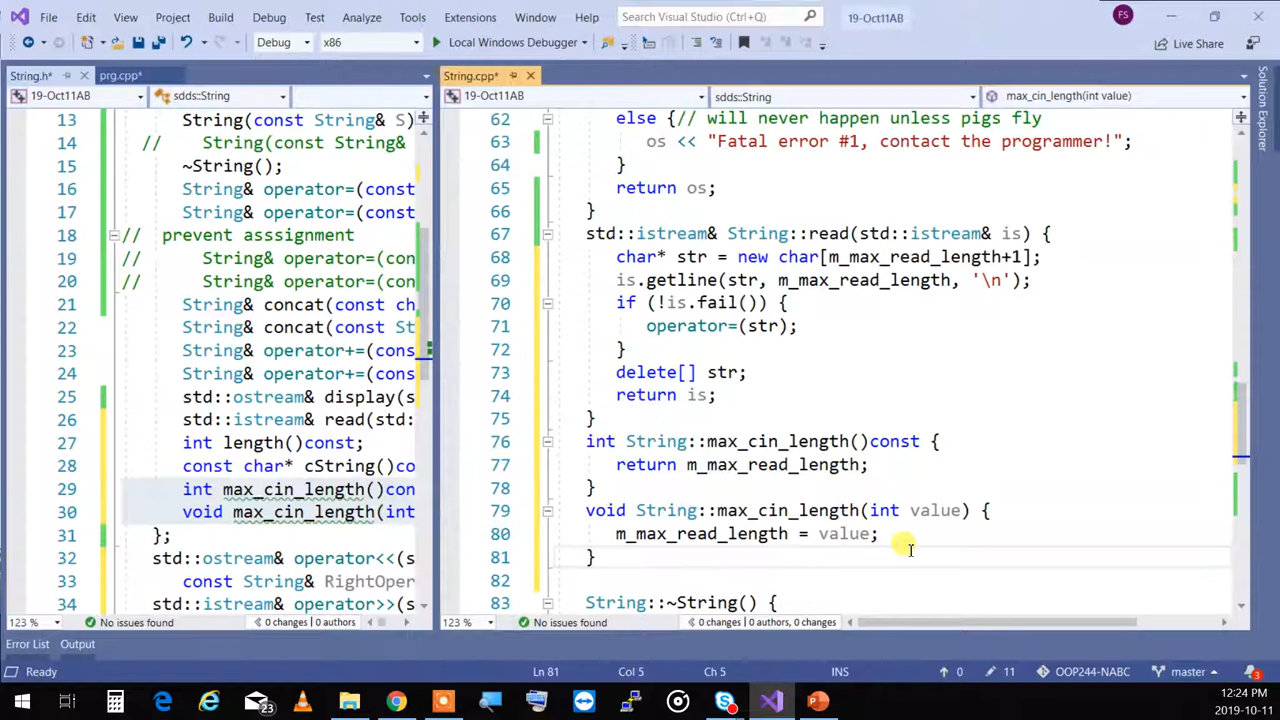 File Edit View Project Build Debug Test Analyze Tools Extensions Window Help Search Visual Studio (Ctrl+Q) 19-Oct11AB FS
Debug x86 Local Windows Debugger Live Share
String.h* prg.cpp* String.cpp*
19-Oct11AB sdds::String 19-Oct11AB sdds::String max_cin_length(int value)
Solution Explorer
13 String(const String& S)
14 // String(const String&
15 ~String();
16 String& operator=(const
17 String& operator=(const
18 // prevent asssignment
19 // String& operator=(con
20 // String& operator=(con
21 String& concat(const ch
22 String& concat(const St
23 String& operator+=(cons
24 String& operator+=(cons
25 std::ostream& display(s
26 std::istream& read(std:
27 int length()const;
28 const char* cString()co
29 int max_cin_length()con
30 void max_cin_length(int
31 };
32 std::ostream& operator<<(s
33 const String& RightOper
34 std::istream& operator>>(s
62 else {// will never happen unless pigs fly
63 os << "Fatal error #1, contact the programmer!";
64 }
65 return os;
66 }
67 std::istream& String::read(std::istream& is) {
68 char* str = new char[m_max_read_length+1];
69 is.getline(str, m_max_read_length, '\n');
70 if (!is.fail()) {
71 operator=(str);
72 }
73 delete[] str;
74 return is;
75 }
76 int String::max_cin_length()const {
77 return m_max_read_length;
78 }
79 void String::max_cin_length(int value) {
80 m_max_read_length = value;
81 }
82
83 String::~String() {
123 % No issues found 0 changes | 0 authors
123 % No issues found 0 changes | 0 authors, 0 changes
Error List Output
Ready Ln 81 Col 5 Ch 5 INS 0 11 OOP244-NABC master 3
23
12:24 PM
2019-10-11